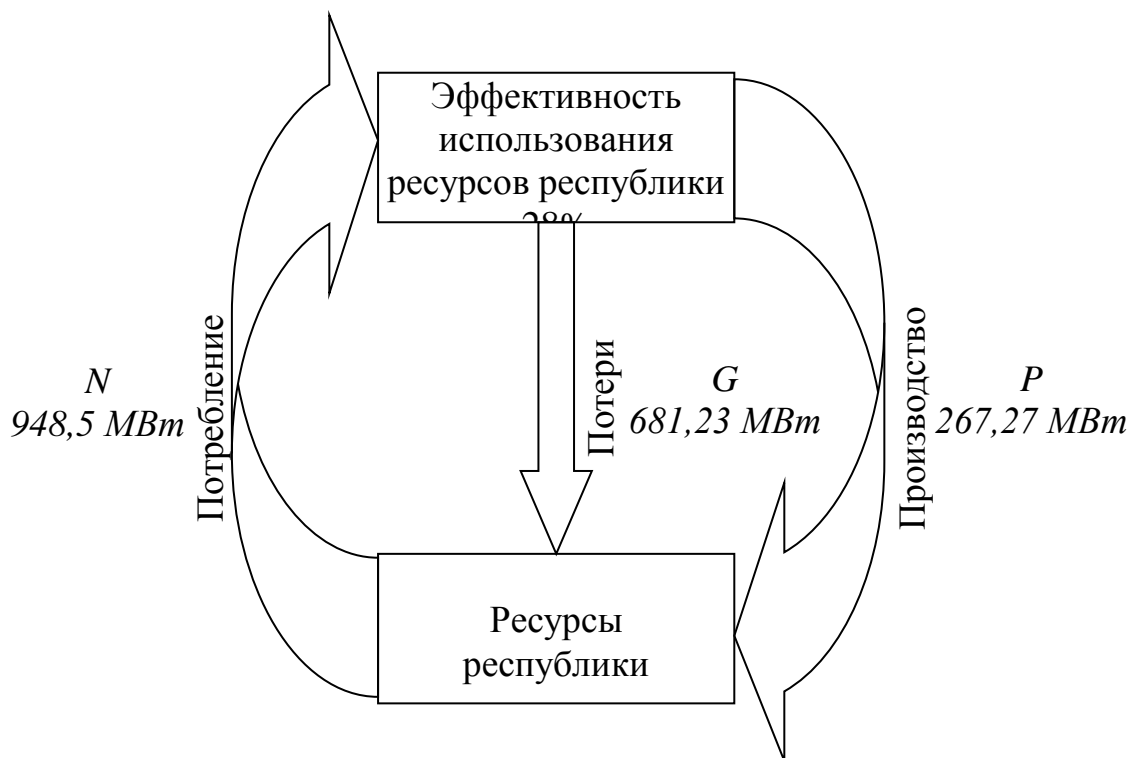 Эффективность
использования
ресурсов республики
28%
Потребление
N
948,5 МВт
Потери
G
681,23 МВт
Производство
P
267,27 МВт
Ресурсы
республики